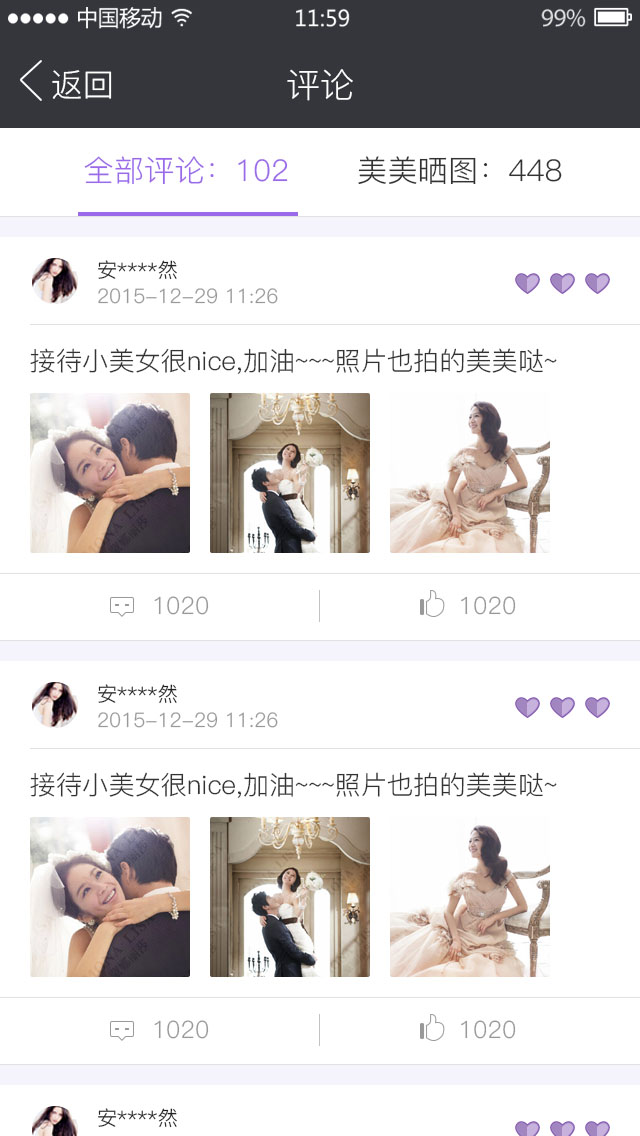 中国移动 11:59 99%
返回 评论
全部评论：102 美美晒图：448
安****然
2015-12-29 11:26
接待小美女很nice,加油~~~照片也拍的美美哒~
1020 1020
安****然
2015-12-29 11:26
接待小美女很nice,加油~~~照片也拍的美美哒~
1020 1020
安****然